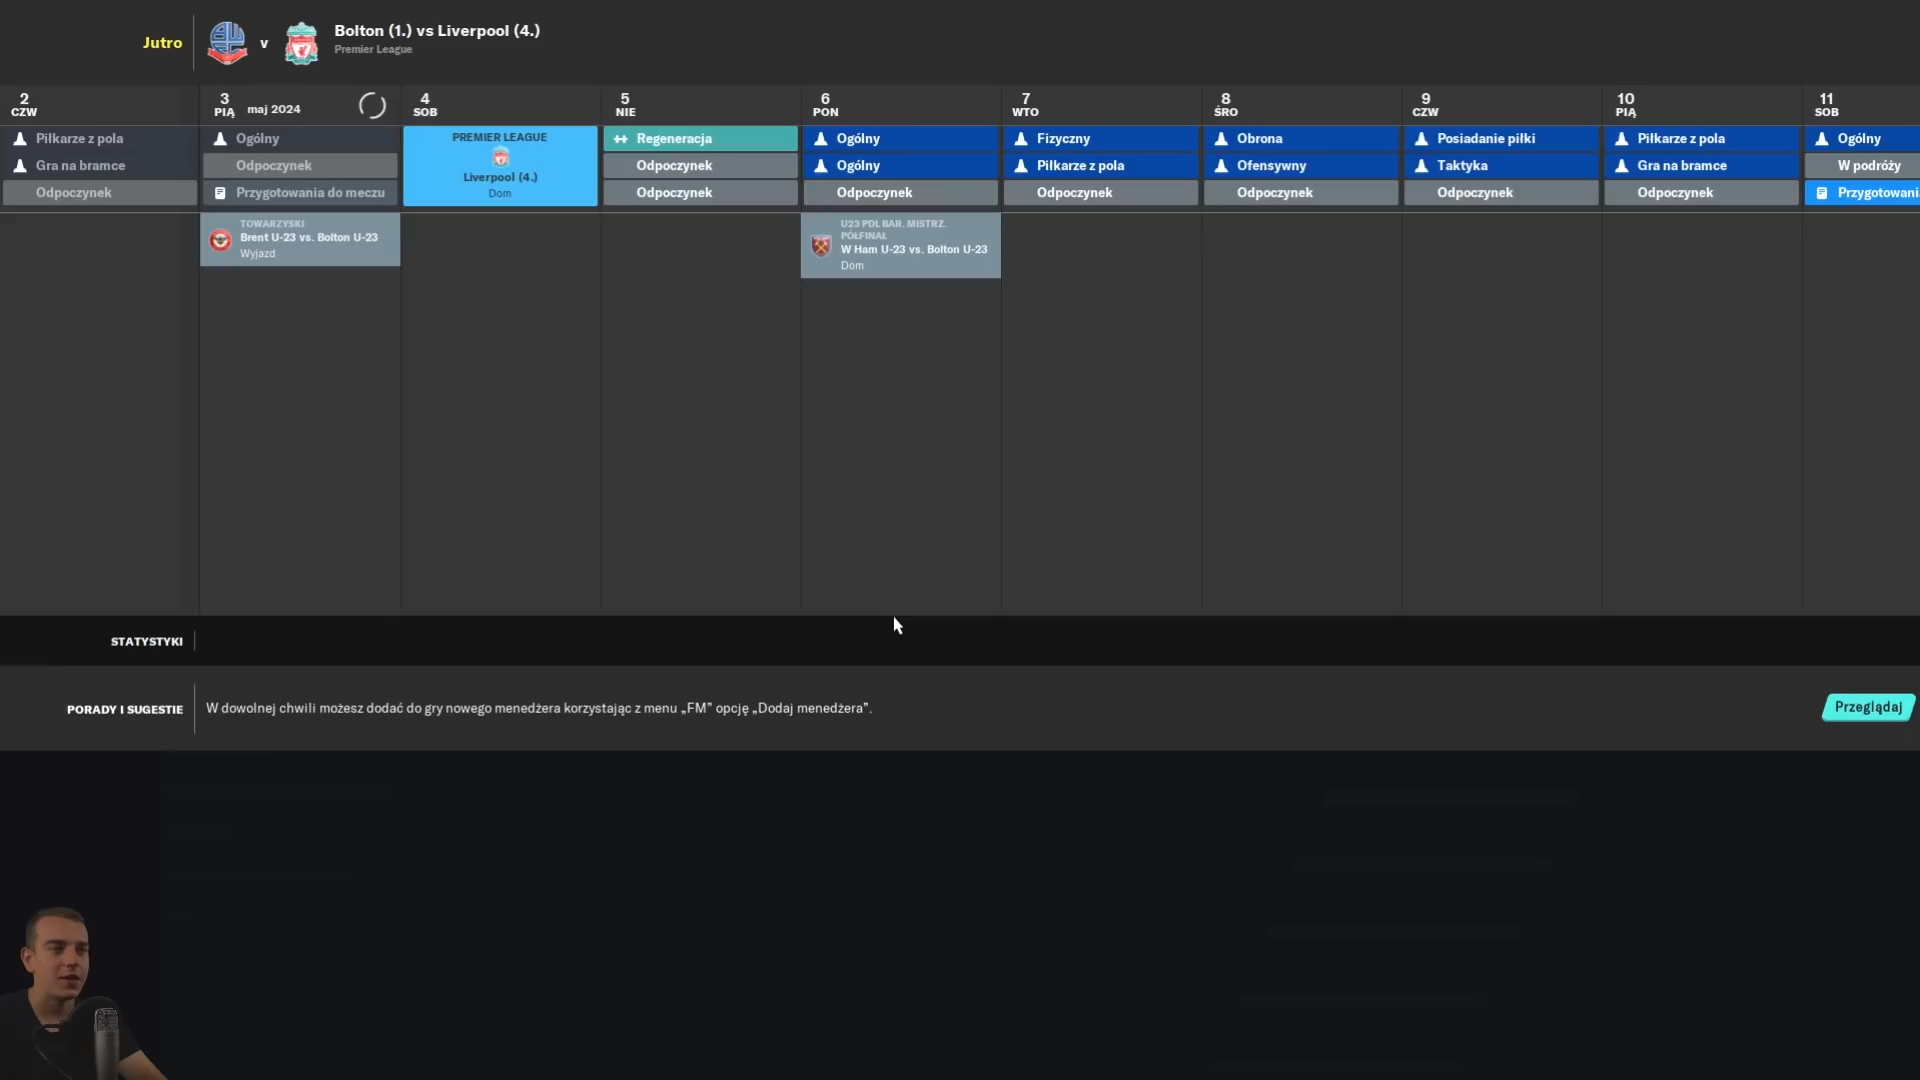 Jutro
v
Bolton (1.) vs Liverpool (4.)
Premier League
2
CZW
3
PIĄ
maj 2024
4
SOB
5
NIE
6
PON
7
WTO
8
ŚRO
9
CZW
10
PIĄ
11
SOB
Piłkarze z pola
Gra na bramce
Odpoczynek
Ogólny
Odpoczynek
Przygotowania do meczu
PREMIER LEAGUE
Liverpool (4.)
Dom
Regeneracja
Odpoczynek
Odpoczynek
Ogólny
Ogólny
Odpoczynek
Fizyczny
Piłkarze z pola
Odpoczynek
Obrona
Ofensywny
Odpoczynek
Posiadanie piłki
Taktyka
Odpoczynek
Piłkarze z pola
Gra na bramce
Odpoczynek
Ogólny
W podróży
Przygotowani
TOWARZYSKI
Brent U-23 vs. Bolton U-23
Wyjazd
U23 PDL BAR. MISTRZ.
PÓŁFINAŁ
W Ham U-23 vs. Bolton U-23
Dom
STATYSTYKI
PORADY I SUGESTIE
W dowolnej chwili możesz dodać do gry nowego menedżera korzystając z menu „FM” opcję „Dodaj menedżera”.
Przeglądaj